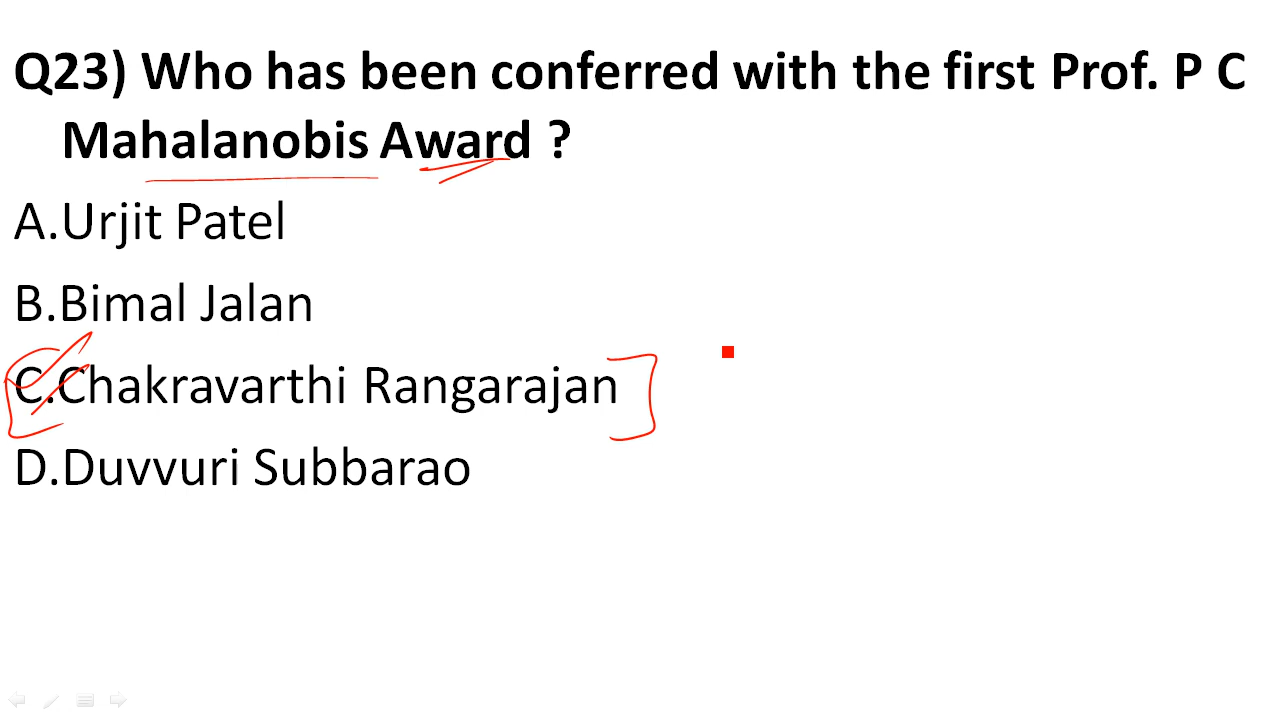 Q23) Who has been conferred with the first Prof. P C
Mahalanobis Award ?
A.Urjit Patel
B.Bimal Jalan
C.Chakravarthi Rangarajan
D.Duvvuri Subbarao